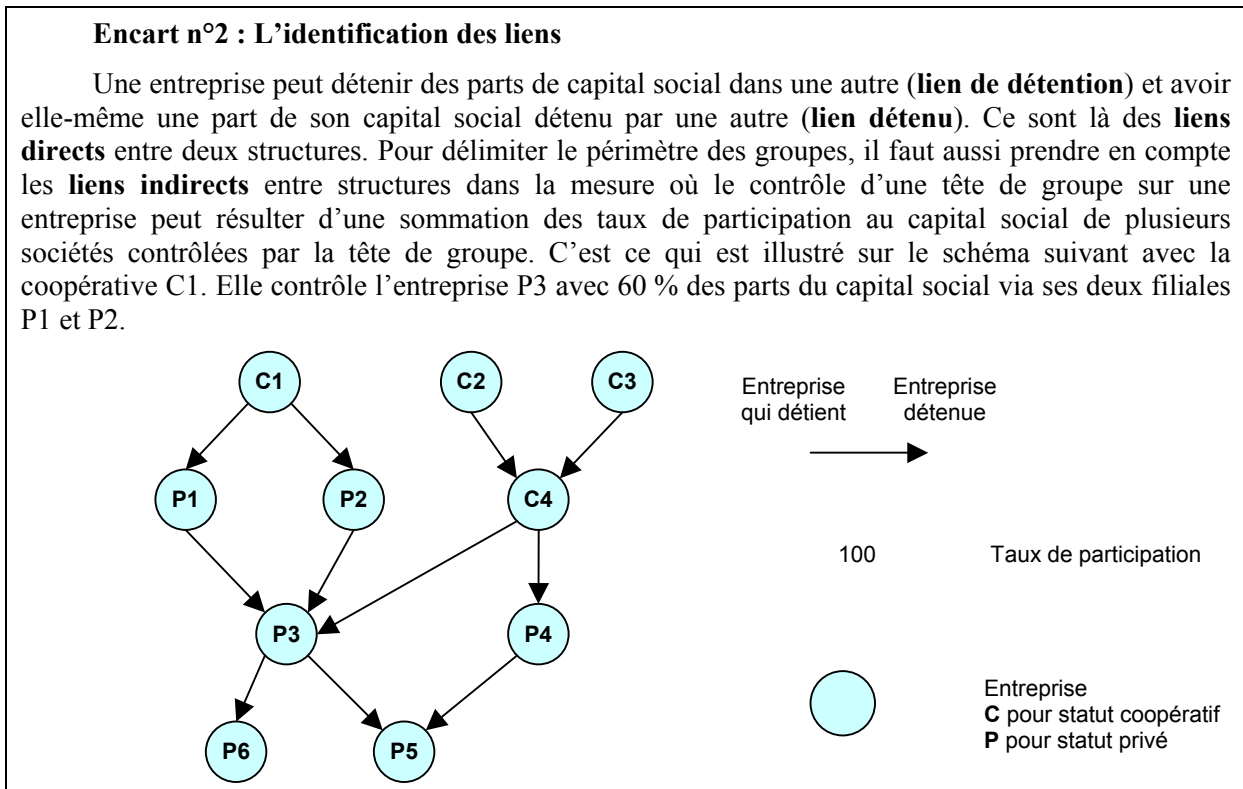 Encart n°2 : L’identification des liens
Une entreprise peut détenir des parts de capital social dans une autre (lien de détention) et avoir
elle-même une part de son capital social détenu par une autre (lien détenu). Ce sont là des liens
directs entre deux structures. Pour délimiter le périmètre des groupes, il faut aussi prendre en compte
les liens indirects entre structures dans la mesure où le contrôle d’une tête de groupe sur une
entreprise peut résulter d’une sommation des taux de participation au capital social de plusieurs
sociétés contrôlées par la tête de groupe. C’est ce qui est illustré sur le schéma suivant avec la
coopérative C1. Elle contrôle l’entreprise P3 avec 60 % des parts du capital social via ses deux filiales
P1 et P2.
C1
C2
C3
Entreprise
qui détient
Entreprise
détenue
P1
P2
C4
100
Taux de participation
P3
P4
P6
P5
Entreprise
C pour statut coopératif
P pour statut privé